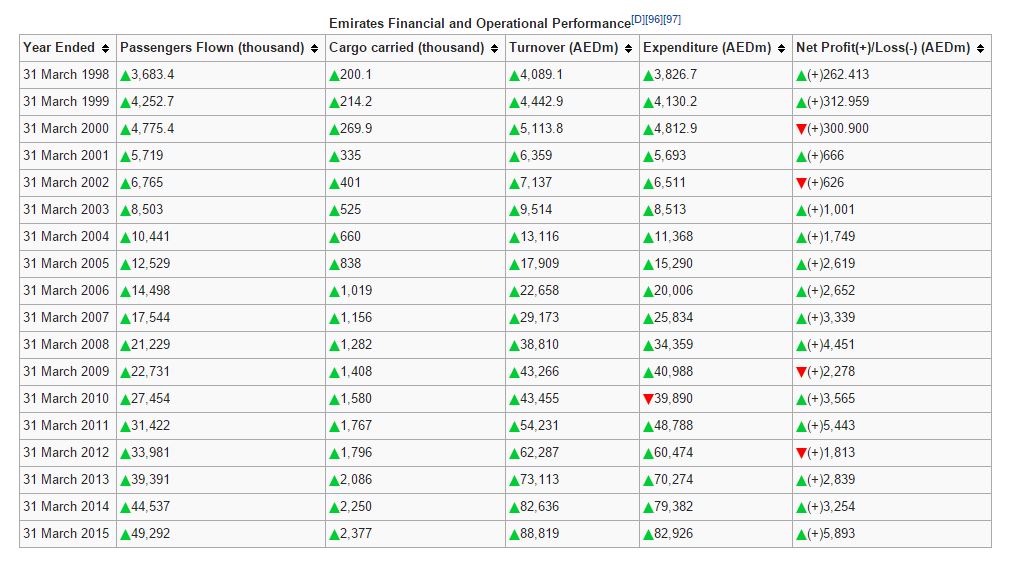 Emirates Financial and Operational Performance[D][96][97]
Year Ended Passengers Flown (thousand) Cargo carried (thousand) Turnover (AEDm) Expenditure (AEDm) Net Profit(+)/Loss(-) (AEDm)
31 March 1998 ▲3,683.4 ▲200.1 ▲4,089.1 ▲3,826.7 ▲(+)262.413
31 March 1999 ▲4,252.7 ▲214.2 ▲4,442.9 ▲4,130.2 ▲(+)312.959
31 March 2000 ▲4,775.4 ▲269.9 ▲5,113.8 ▲4,812.9 ▼(+)300.900
31 March 2001 ▲5,719 ▲335 ▲6,359 ▲5,693 ▲(+)666
31 March 2002 ▲6,765 ▲401 ▲7,137 ▲6,511 ▼(+)626
31 March 2003 ▲8,503 ▲525 ▲9,514 ▲8,513 ▲(+)1,001
31 March 2004 ▲10,441 ▲660 ▲13,116 ▲11,368 ▲(+)1,749
31 March 2005 ▲12,529 ▲838 ▲17,909 ▲15,290 ▲(+)2,619
31 March 2006 ▲14,498 ▲1,019 ▲22,658 ▲20,006 ▲(+)2,652
31 March 2007 ▲17,544 ▲1,156 ▲29,173 ▲25,834 ▲(+)3,339
31 March 2008 ▲21,229 ▲1,282 ▲38,810 ▲34,359 ▲(+)4,451
31 March 2009 ▲22,731 ▲1,408 ▲43,266 ▲40,988 ▼(+)2,278
31 March 2010 ▲27,454 ▲1,580 ▲43,455 ▼39,890 ▲(+)3,565
31 March 2011 ▲31,422 ▲1,767 ▲54,231 ▲48,788 ▲(+)5,443
31 March 2012 ▲33,981 ▲1,796 ▲62,287 ▲60,474 ▼(+)1,813
31 March 2013 ▲39,391 ▲2,086 ▲73,113 ▲70,274 ▲(+)2,839
31 March 2014 ▲44,537 ▲2,250 ▲82,636 ▲79,382 ▲(+)3,254
31 March 2015 ▲49,292 ▲2,377 ▲88,819 ▲82,926 ▲(+)5,893